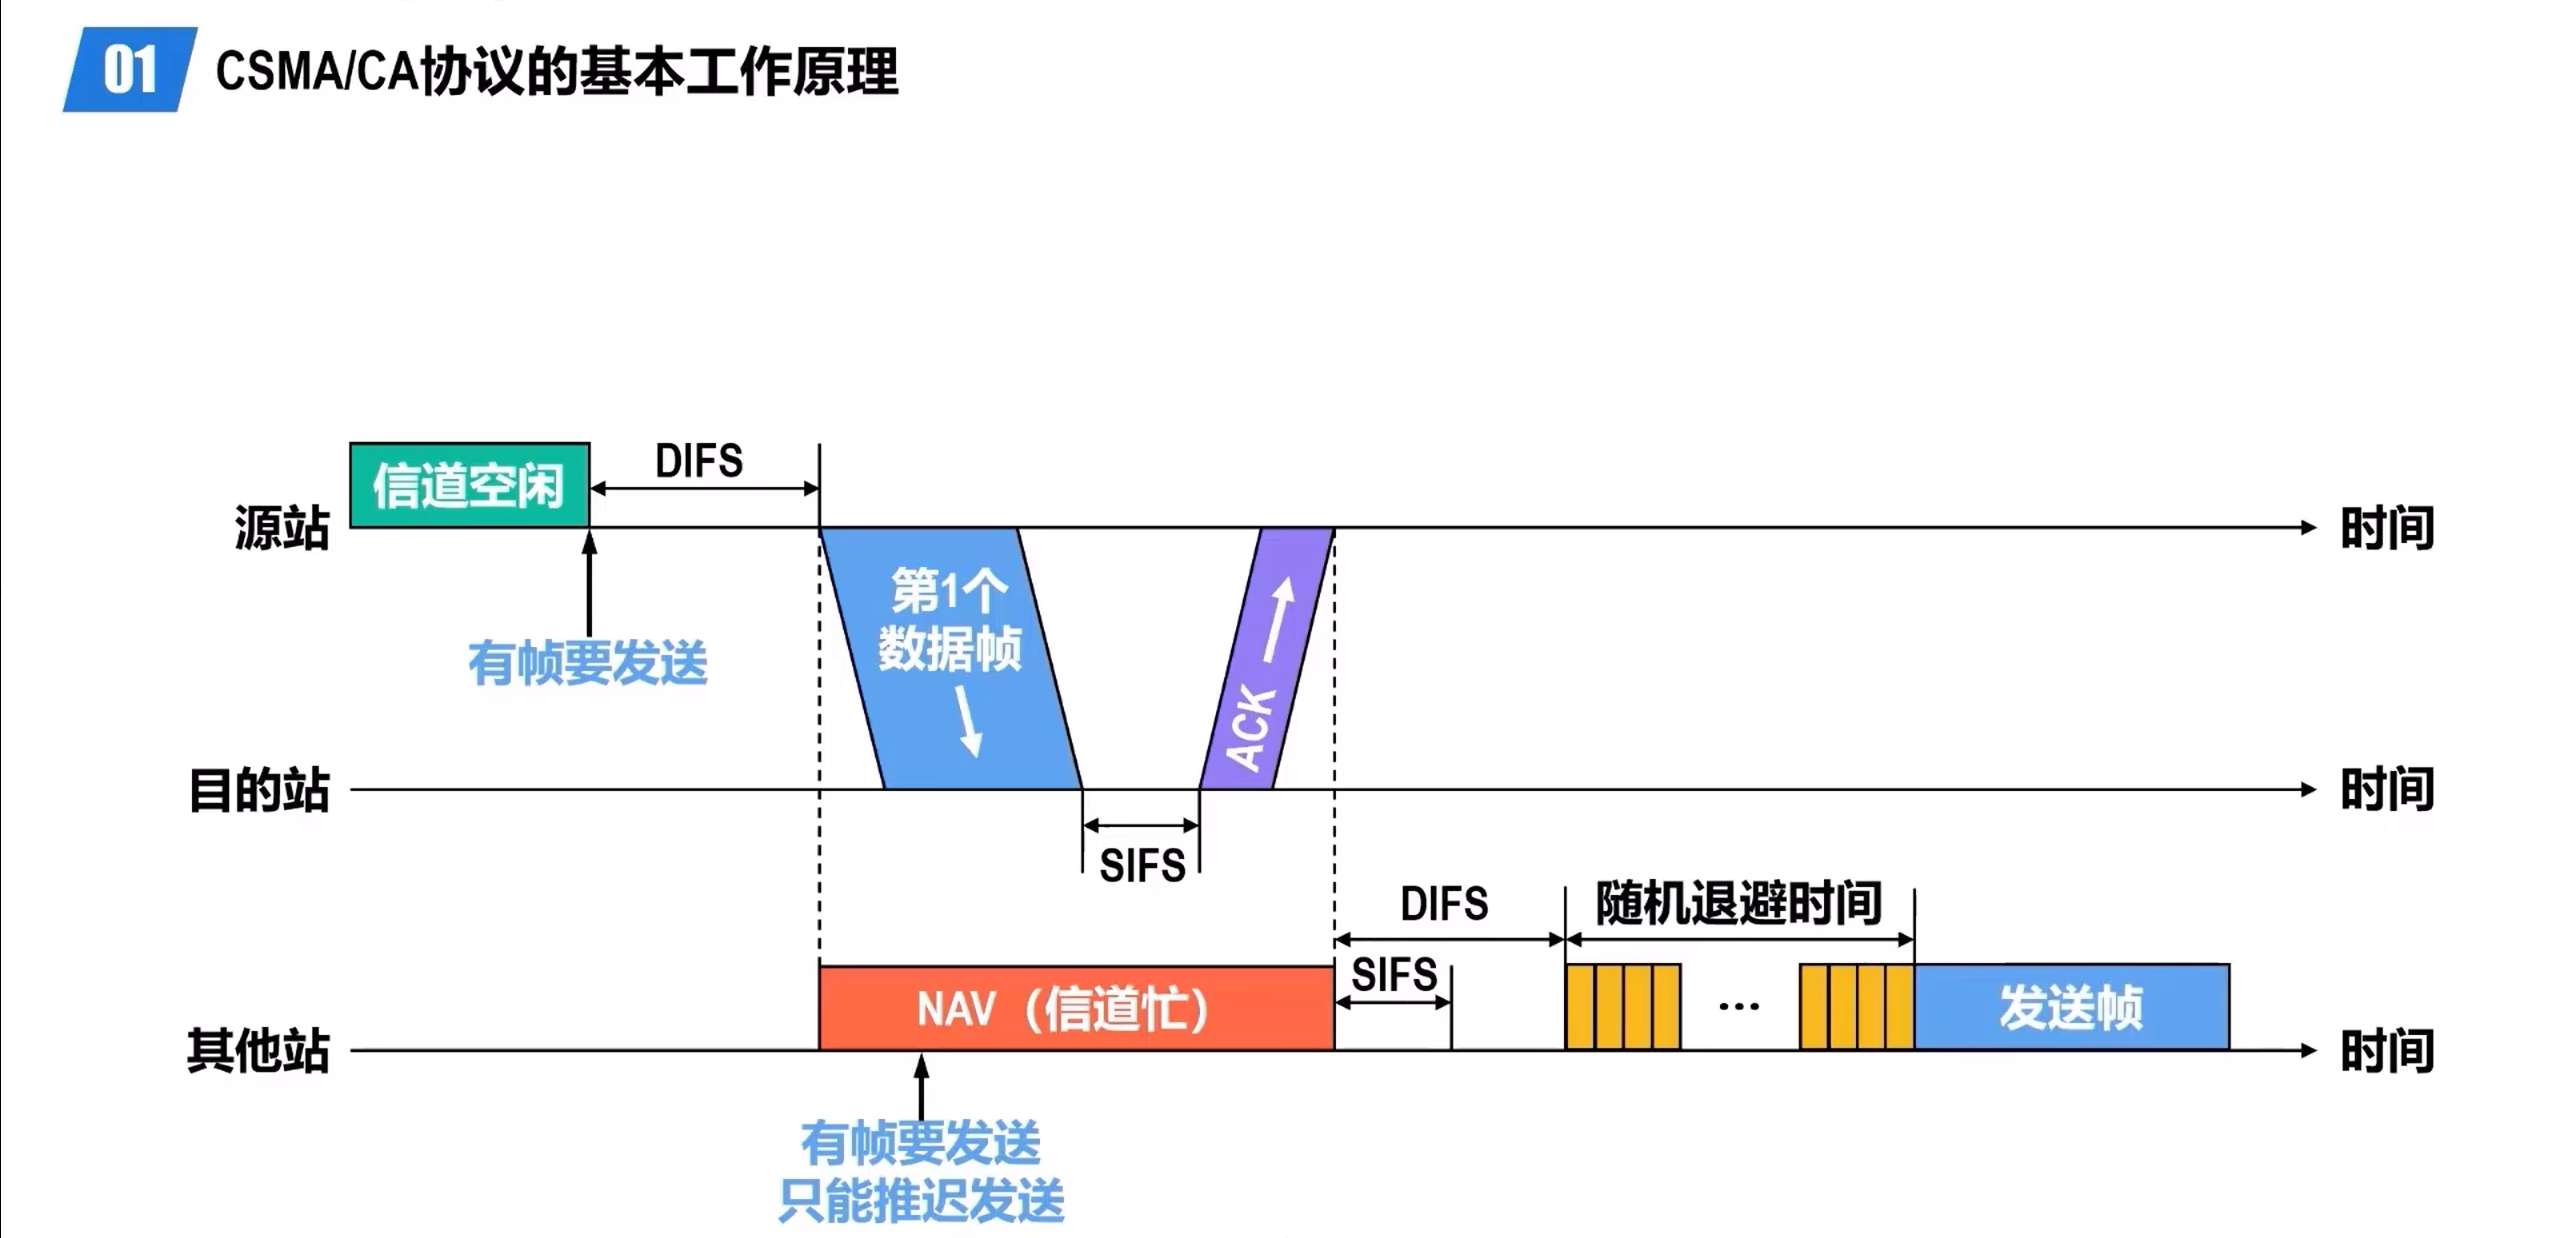 01
CSMA/CA协议的基本工作原理
信道空闲
DIFS
源站
时间
有帧要发送
第1个
数据帧
ACK
目的站
时间
SIFS
DIFS
随机退避时间
SIFS
NAV（信道忙）
...
发送帧
其他站
时间
有帧要发送
只能推迟发送